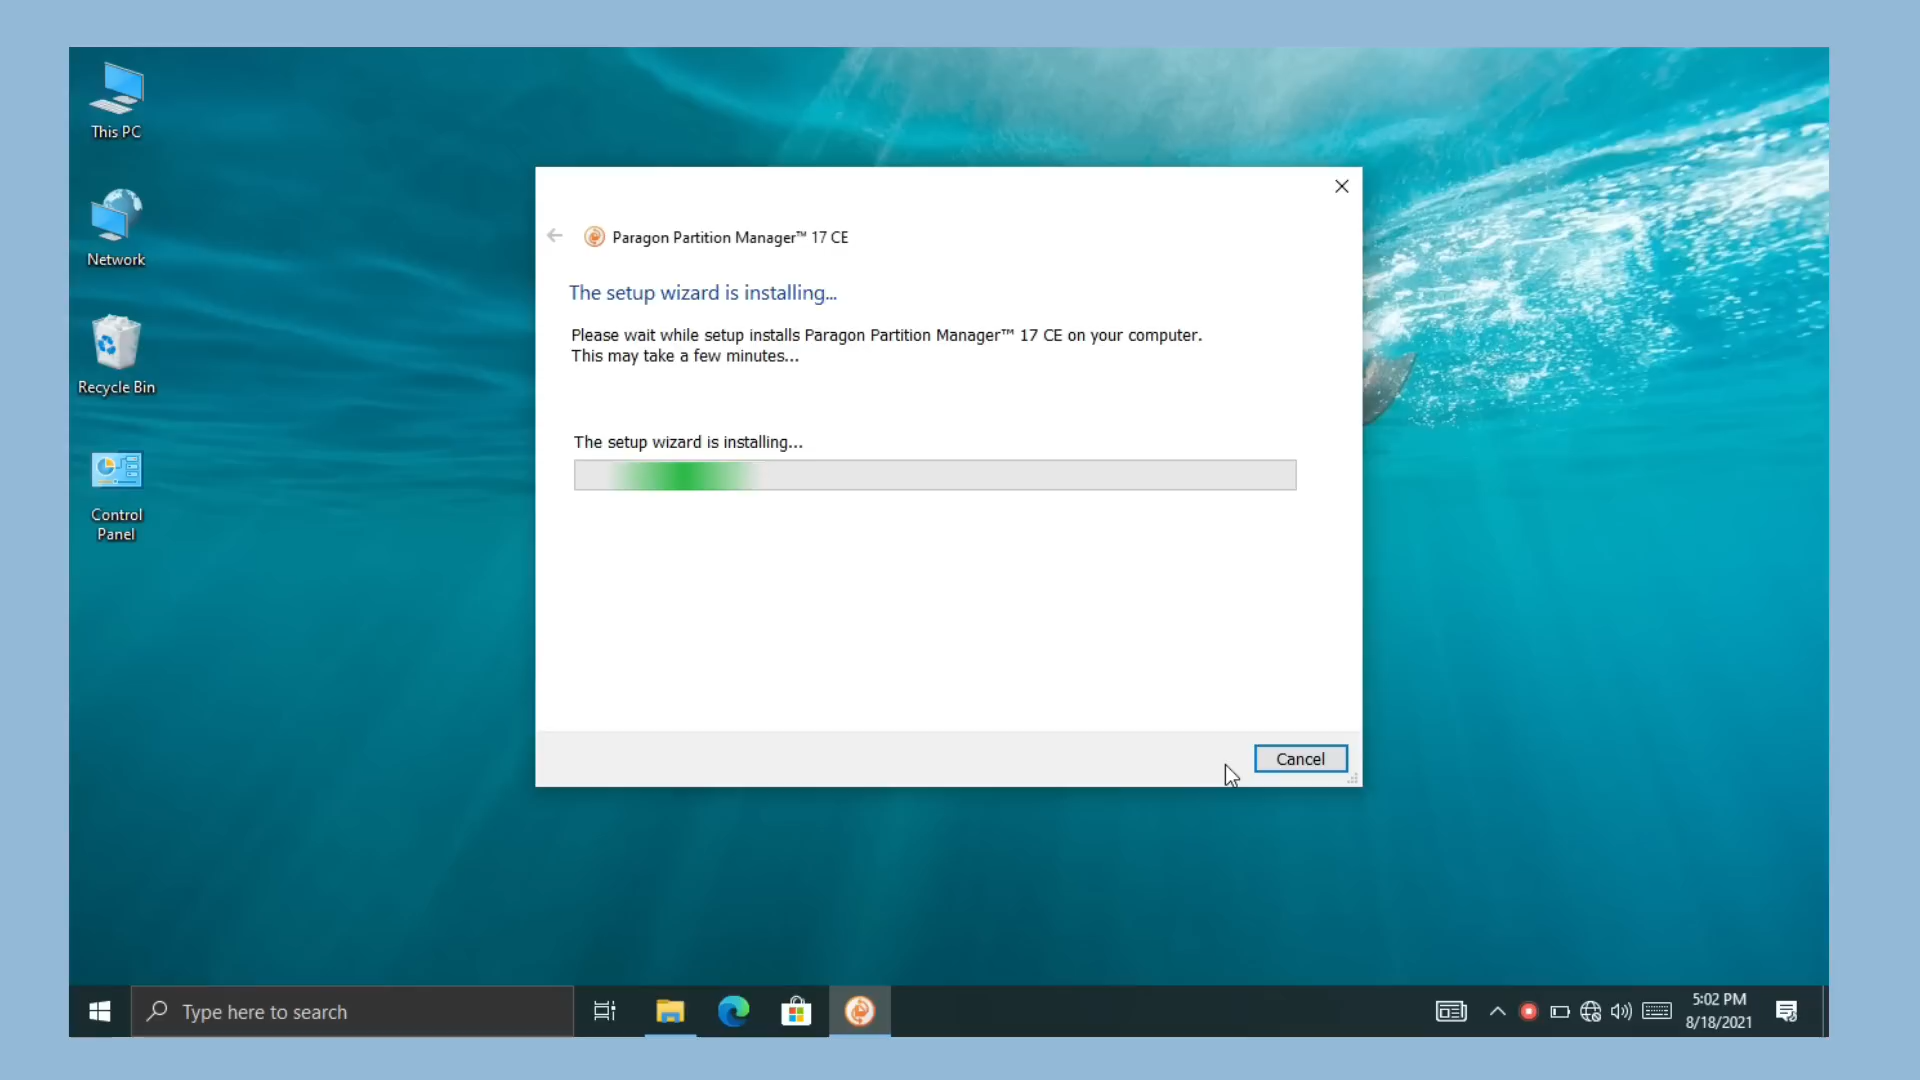 This PC
Network
Recycle Bin
Control
Panel
Paragon Partition Manager™ 17 CE
The setup wizard is installing...
Please wait while setup installs Paragon Partition Manager™ 17 CE on your computer.
This may take a few minutes...
The setup wizard is installing...
Cancel
Type here to search
5:02 PM
8/18/2021